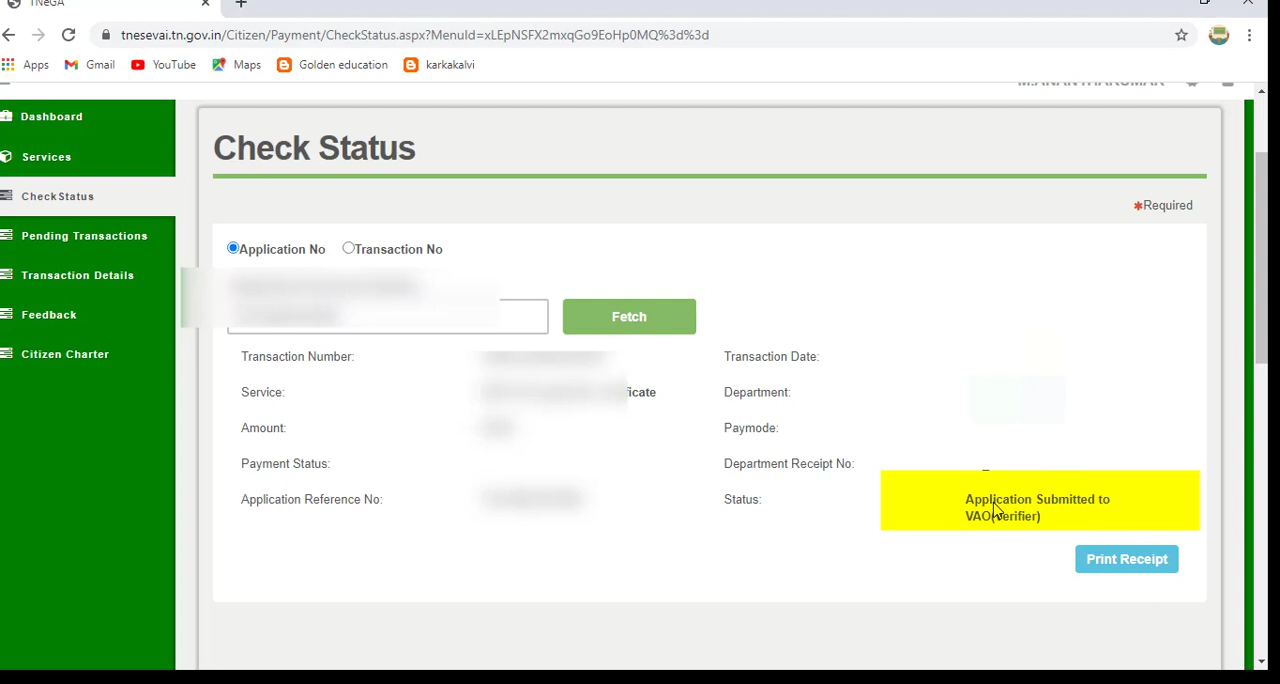 TNeGA
tnesevai.tn.gov.in/Citizen/Payment/CheckStatus.aspx?MenuId=xLEpNSFX2mxqGo9EoHp0MQ%3d%3d
Apps Gmail YouTube Maps Golden education karkakalvi
Dashboard
Services
CheckStatus
Pending Transactions
Transaction Details
Feedback
Citizen Charter
Check Status
*Required
Application No Transaction No
Fetch
Transaction Number: Transaction Date:
Service: ificate Department:
Amount: Paymode:
Payment Status: Department Receipt No:
Application Reference No: Status: Application Submitted to
VAO(Verifier)
Print Receipt